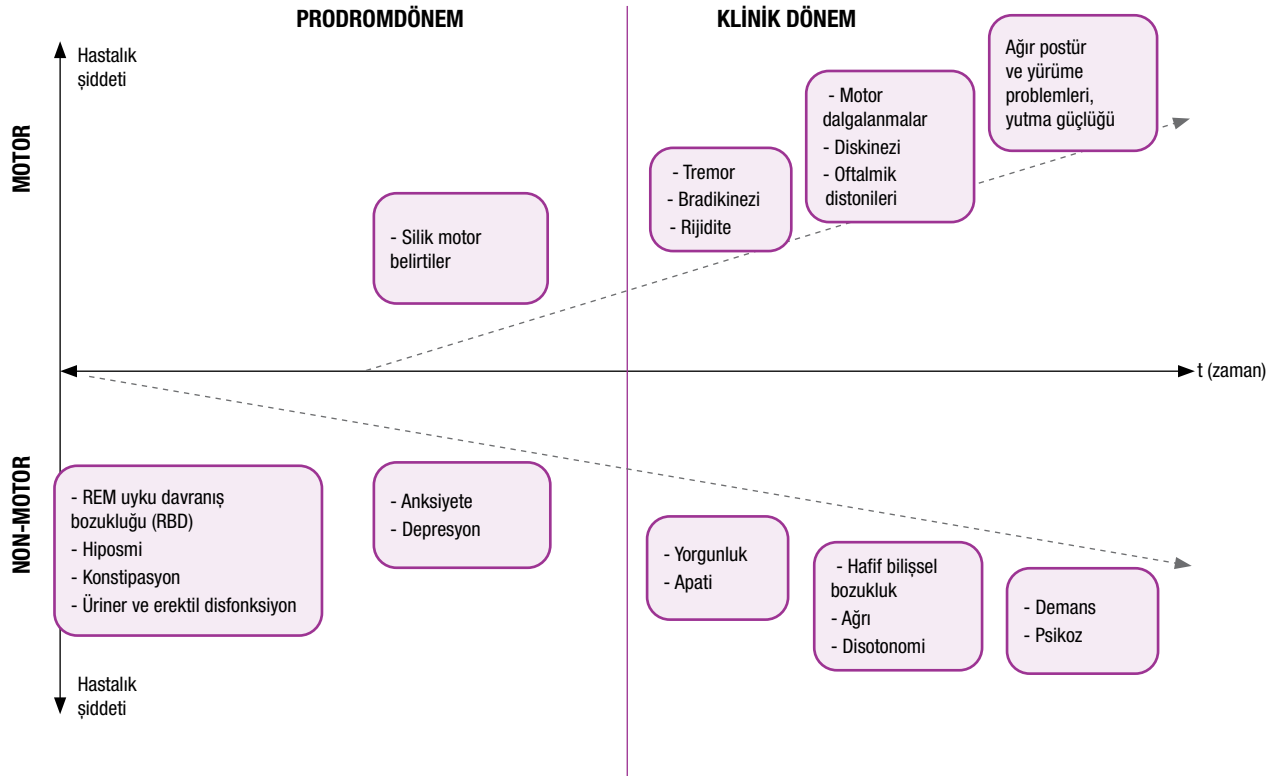 PRODROMDÖNEM
KLİNİK DÖNEM
MOTOR
Hastalık
şiddeti
- Silik motor
belirtiler
- Tremor
- Bradikinezi
- Rijidite
- Motor
dalgalanmalar
- Diskinezi
- Oftalmik
distonileri
Ağır postür
ve yürüme
problemleri,
yutma güçlüğü
t (zaman)
NON-MOTOR
- REM uyku davranış
bozukluğu (RBD)
- Hiposmi
- Konstipasyon
- Üriner ve erektil disfonksiyon
- Anksiyete
- Depresyon
- Yorgunluk
- Apati
- Hafif bilişsel
bozukluk
- Ağrı
- Disotonomi
- Demans
- Psikoz
Hastalık
şiddeti